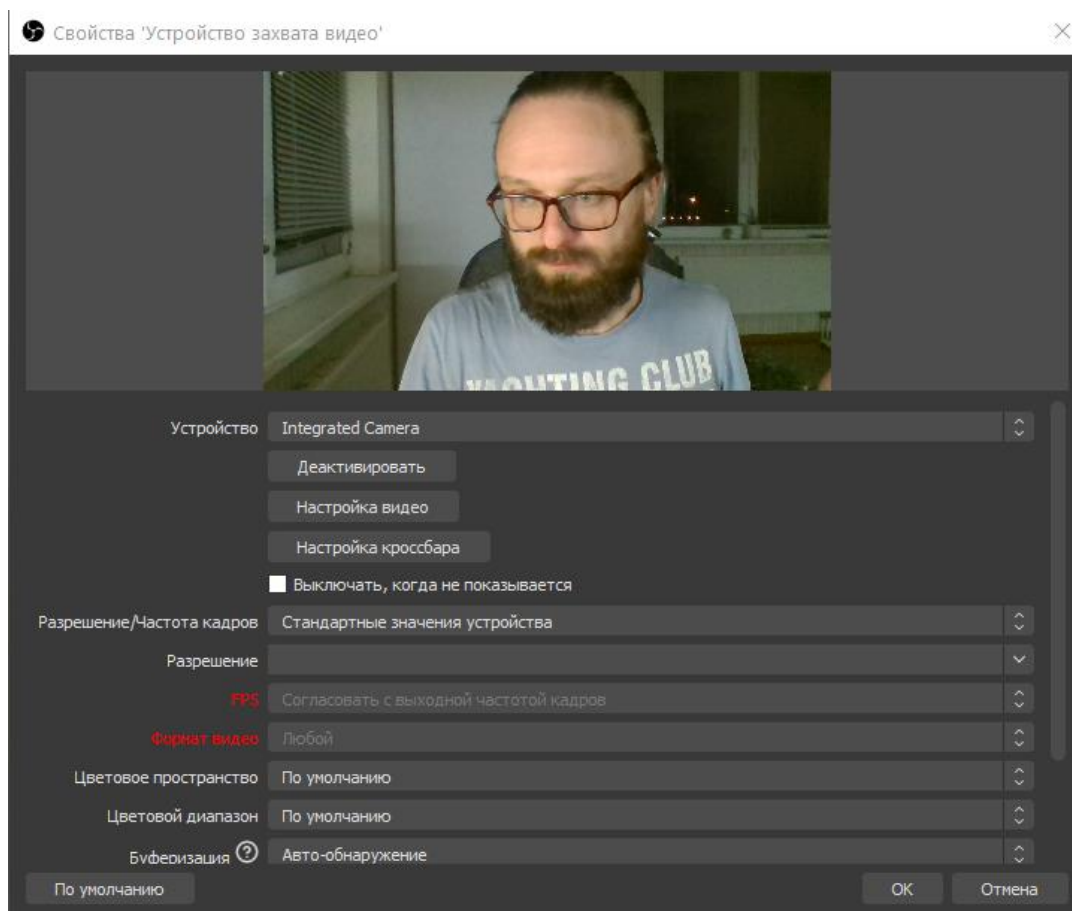 Свойства 'Устройство захвата видео'
YACHTING CLUB
Устройство Integrated Camera
Деактивировать
Настройка видео
Настройка кроссбара
Выключать, когда не показывается
Разрешение/Частота кадров Стандартные значения устройства
Разрешение
FPS Согласовать с выходной частотой кадров
Формат видео Любой
Цветовое пространство По умолчанию
Цветовой диапазон По умолчанию
Буферизация ? Авто-обнаружение
По умолчанию OK Отмена